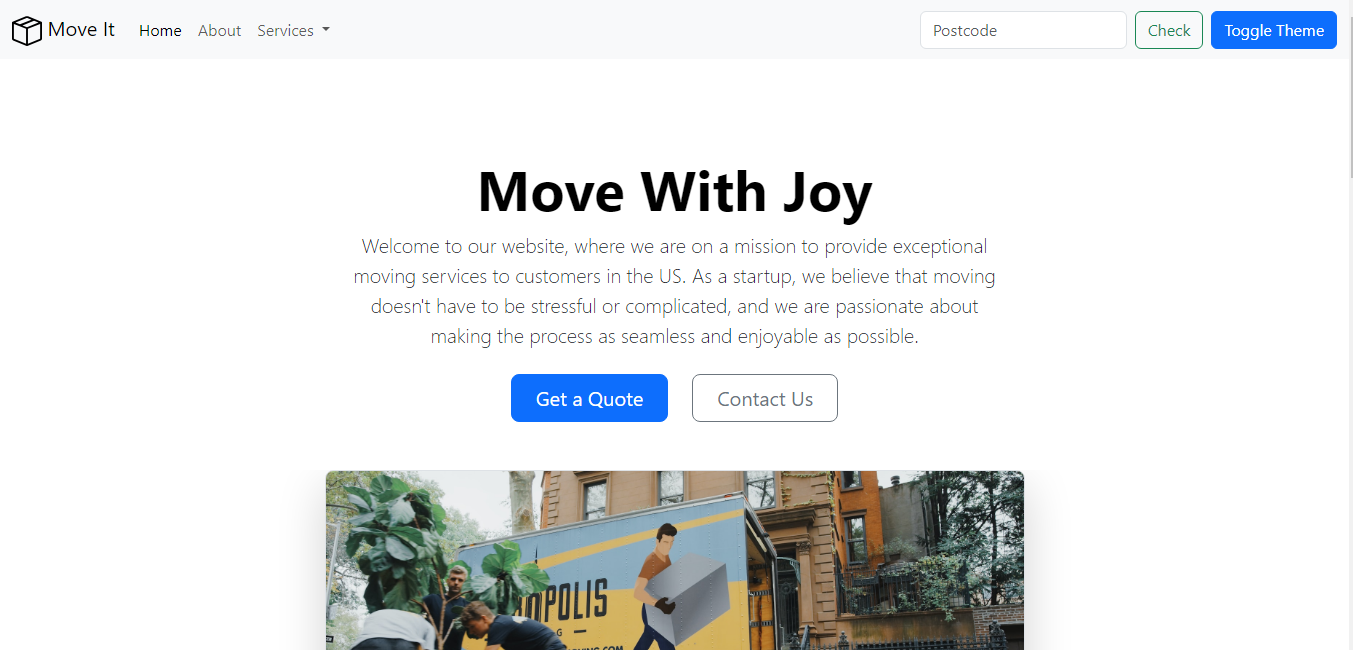 Move It Home About Services Postcode Check Toggle Theme
Move With Joy
Welcome to our website, where we are on a mission to provide exceptional
moving services to customers in the US. As a startup, we believe that moving
doesn't have to be stressful or complicated, and we are passionate about
making the process as seamless and enjoyable as possible.
Get a Quote Contact Us